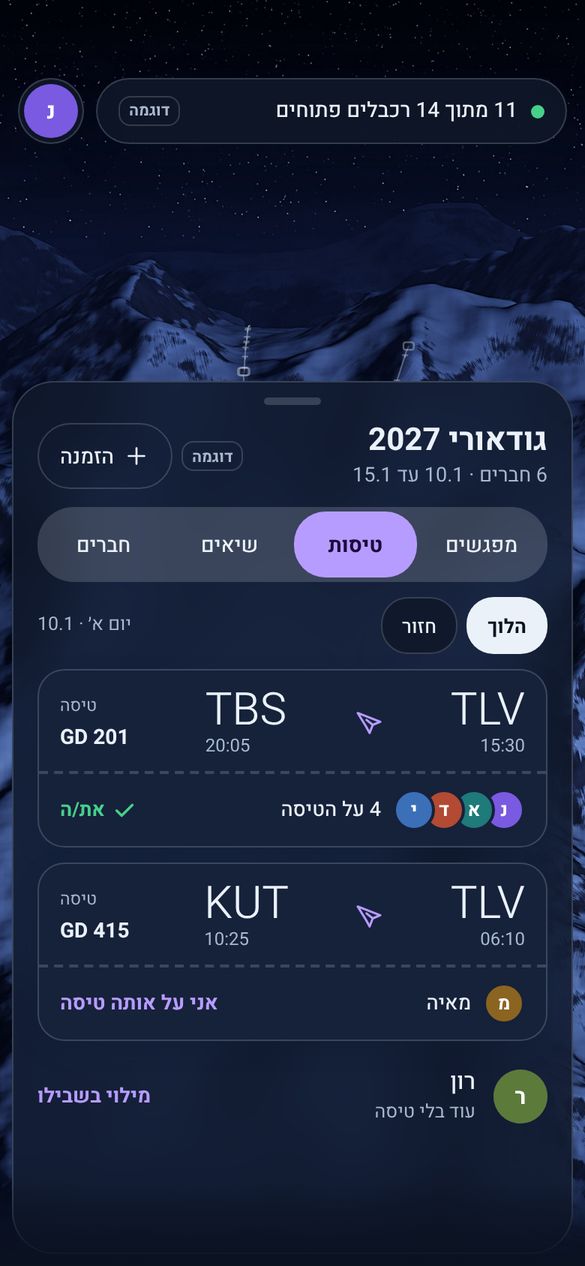 11 מתוך 14 רכבלים פתוחים
דוגמה
נ
גודאורי 2027
6 חברים · 10.1 עד 15.1
דוגמה
+ הזמנה
מפגשים
טיסות
שיאים
חברים
הלוך
חזור
יום א׳ · 10.1
TLV
15:30
TBS
20:05
טיסה
GD 201
נ
א
ד
י
4 על הטיסה
את/ה
TLV
06:10
KUT
10:25
טיסה
GD 415
מ
מאיה
אני על אותה טיסה
ר
רון
עוד בלי טיסה
מילוי בשבילו